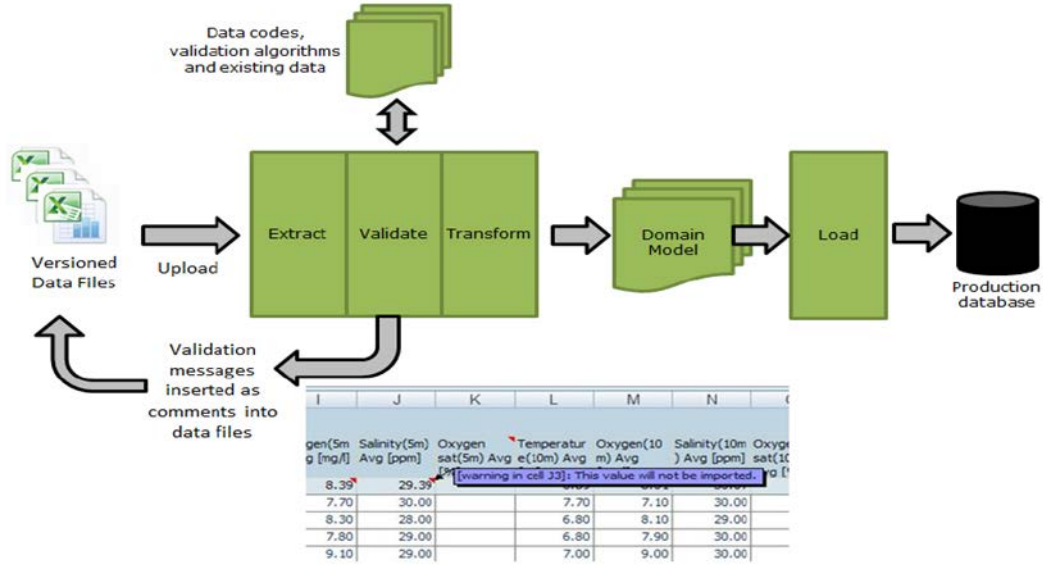 Data codes,
validation algorithms
and existing data
Extract
Validate
Transform
Domain
Model
Load
Versioned
Data Files
Upload
Production
database
Validation
messages
inserted as
comments into
data files
I J K L M N
gen(5m Salinity(5m) Oxygen Temperatur Oxygen(10 Salinity(10m Oxyge
g [mg/l] Avg [ppm] sat(5m) Avg e(10m) Avg m) Avg ) Avg [ppm] sat(10
[warning in cell J3]: This value will not be imported.
8.39 29.39
7.70 30.00 7.70 7.10 30.00
8.30 28.00 6.80 8.10 29.00
7.80 29.00 6.80 7.90 30.00
9.10 29.00 7.00 9.00 30.00